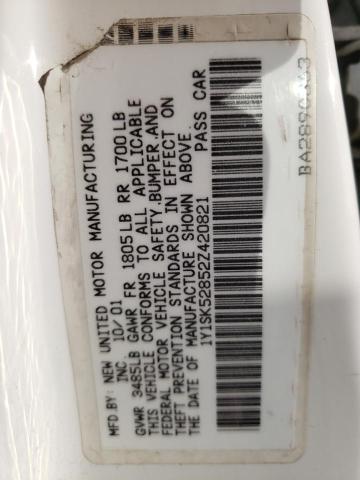 MFD.BY NEW UNITED MOTOR MANUFACTURING
INC 10/01
GVWR 3485LB GAWR FR 1805LB RR 1700LB
THIS VEHICLE CONFORMS TO ALL APPLICABLE
FEDERAL MOTOR VEHICLE SAFETY,BUMPER,AND
THEFT PREVENTION STANDARDS IN EFFECT ON
THE DATE OF MANUFACTURE SHOWN ABOVE.
1Y1SK52852Z420821 PASS CAR